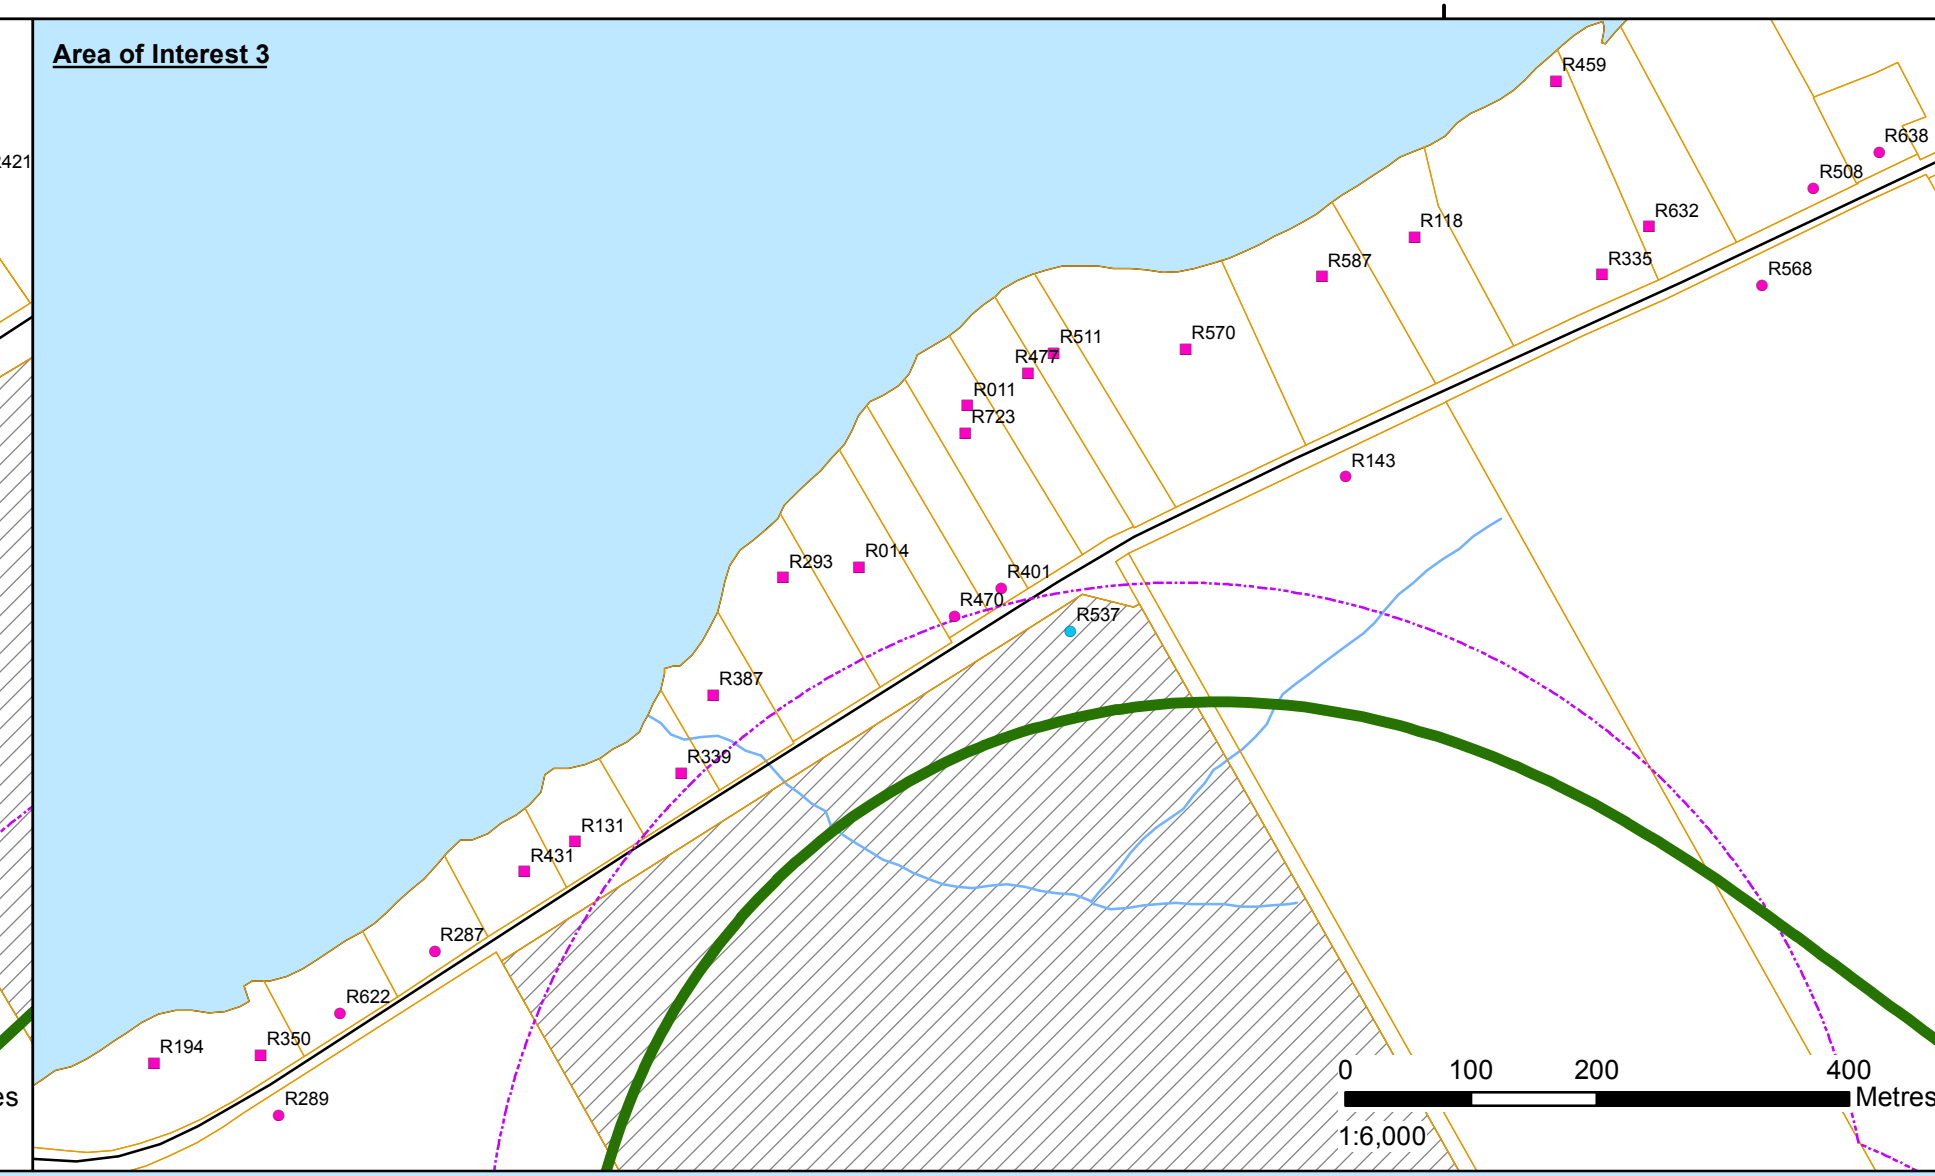 Area of Interest 3
R459
R638
421
R508
R632
R118
R587
R335
R568
R511
R570
R477
R011
R723
R143
R014
R293
R401
R470
R537
R387
R339
R131
R431
R287
R622
R350
R194
R289
0 100 200 400
Metres
es
1:6,000